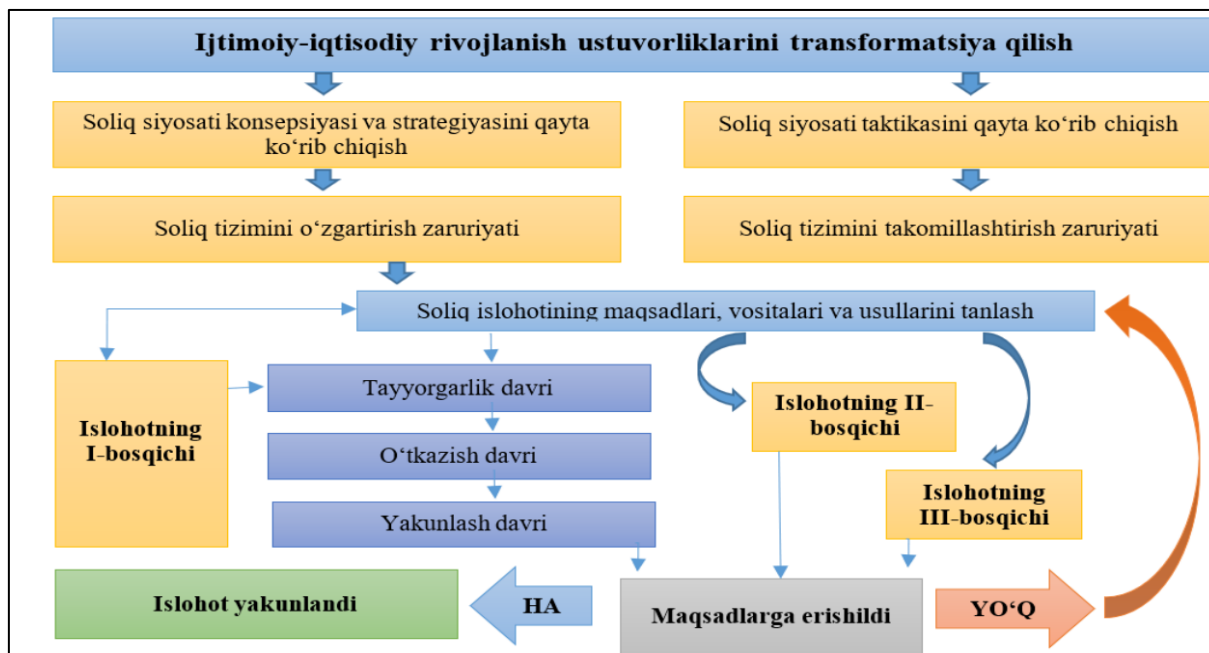 Ijtimoiy-iqtisodiy rivojlanish ustuvorliklarini transformatsiya qilish
Soliq siyosati konsepsiyasi va strategiyasini qayta
ko‘rib chiqish
Soliq siyosati taktikasini qayta ko‘rib chiqish
Soliq tizimini o‘zgartirish zaruriyati
Soliq tizimini takomillashtirish zaruriyati
Soliq islohotining maqsadlari, vositalari va usullarini tanlash
Islohotning
I-bosqichi
Tayyorgarlik davri
O‘tkazish davri
Yakunlash davri
Islohotning II-
bosqichi
Islohotning
III-bosqichi
Islohot yakunlandi
HA
Maqsadlarga erishildi
YO‘Q